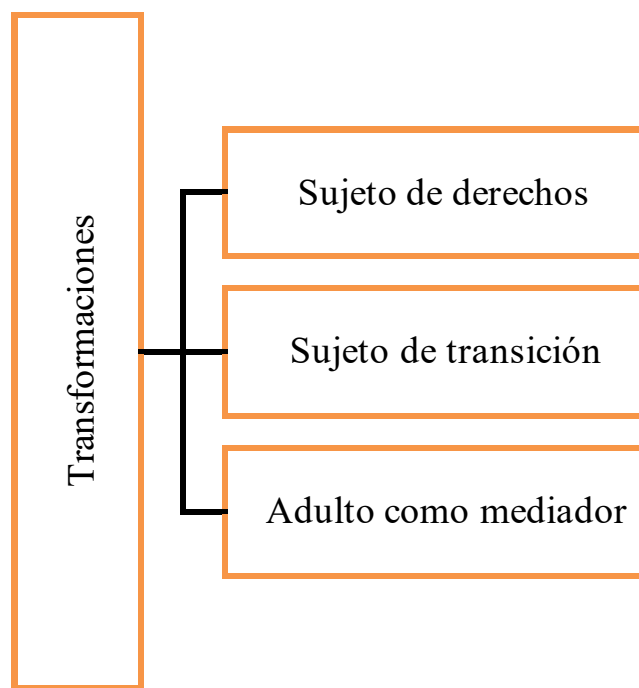 Transformaciones
Sujeto de derechos
Sujeto de transición
Adulto como mediador